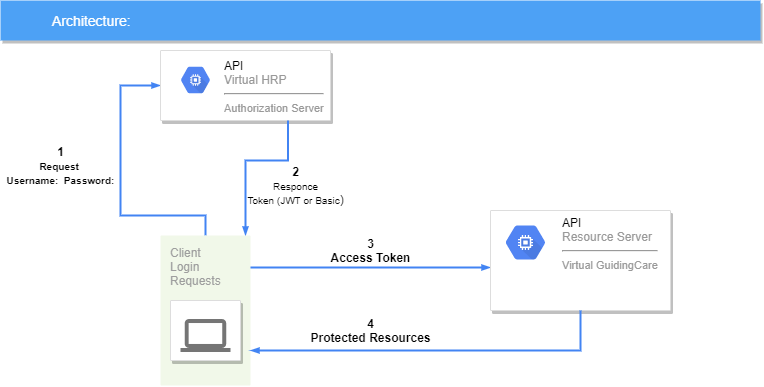 Architecture:
API
Virtual HRP
Authorization Server
1
Request
Username:  Password:
2
Responce
Token (JWT or Basic)
API
Resource Server
Virtual GuidingCare
3
Access Token
Client
Login
Requests
4
Protected Resources